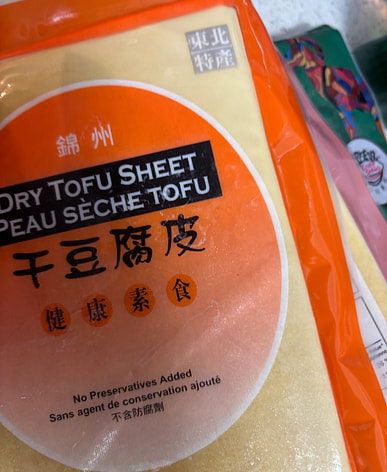 東北
特產
錦州
DRY TOFU SHEET
PEAU SÈCHE TOFU
干豆腐皮
健康素食
No Preservatives Added
Sans agent de conservation ajouté
不含防腐劑